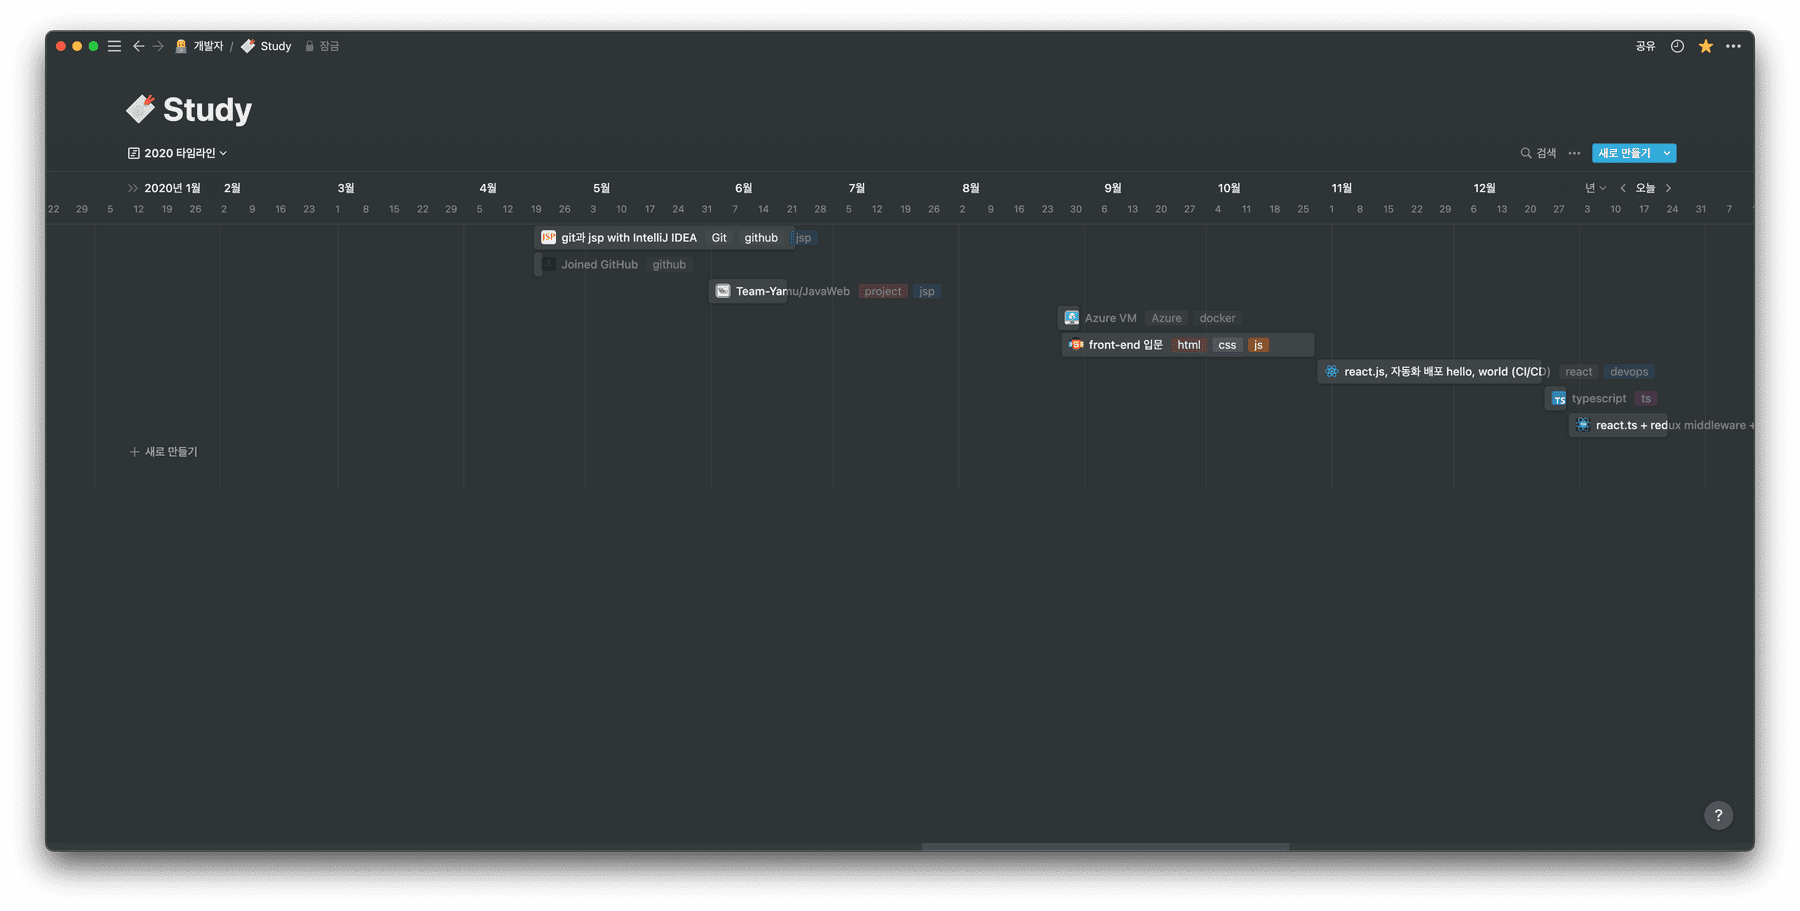 개발자 / Study 잠금 공유
Study
2020 타임라인 검색 새로 만들기
2020년 1월 2월 3월 4월 5월 6월 7월 8월 9월 10월 11월 12월 년 오늘
22 29 5 12 19 26 2 9 16 23 1 8 15 22 29 5 12 19 26 3 10 17 24 31 7 14 21 28 5 12 19 26 2 9 16 23 30 6 13 20 27 4 11 18 25 1 8 15 22 29 6 13 20 27 3 10 17 24 31 7
JSP git과 jsp with IntelliJ IDEA Git github jsp
Joined GitHub github
Team-Yamu/JavaWeb project jsp
Azure VM Azure docker
front-end 입문 html css js
react.js, 자동화 배포 hello, world (CI/CD) react devops
TS typescript ts
react.ts + redux middleware +
+ 새로 만들기
?